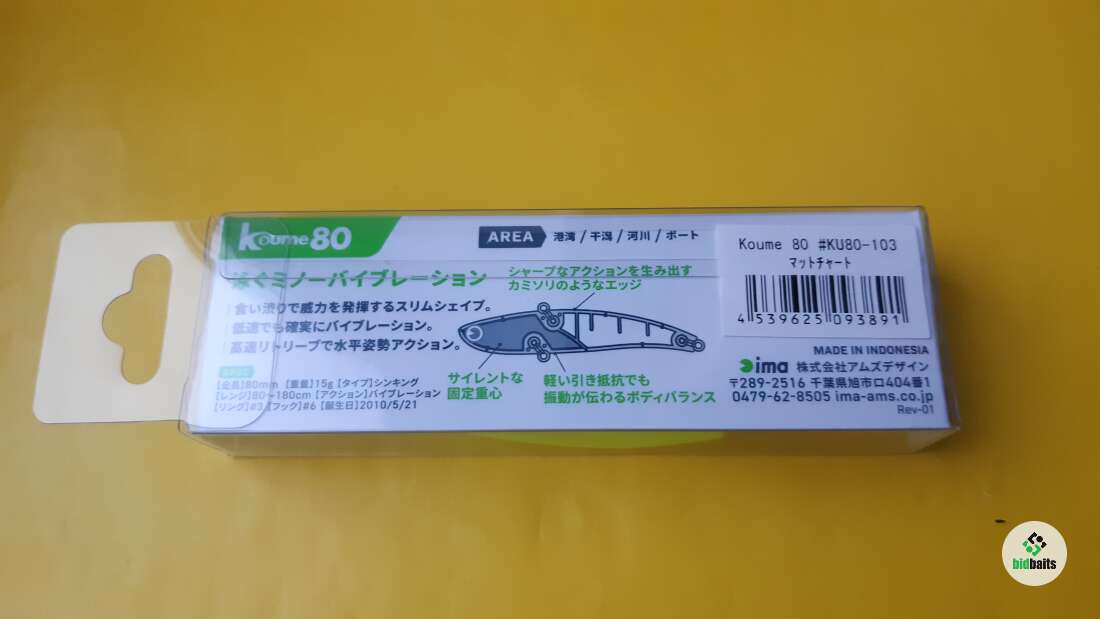 Koume 80
AREA 港湾 / 干潟 / 河川 / ボート
泳ぐミノーバイブレーション
食い渋りで威力を発揮するスリムシェイプ。
低速でも確実にバイブレーション。
高速リトリーブで水平姿勢アクション。
【全長】80mm 【重量】15g 【タイプ】シンキング
【レンジ】80~180cm 【アクション】バイブレーション
【リング】#3 【フック】#6 【誕生日】2010/5/21
シャープなアクションを生み出す
カミソリのようなエッジ
サイレントな
固定重心
軽い引き抵抗でも
振動が伝わるボディバランス
Koume 80 #KU80-103
マットチャート
4 539625 093891
MADE IN INDONESIA
ima 株式会社アムズデザイン
〒289-2516 千葉県旭市ロ404番1
0479-62-8505 ima-ams.co.jp
Rev-01
bidbaits